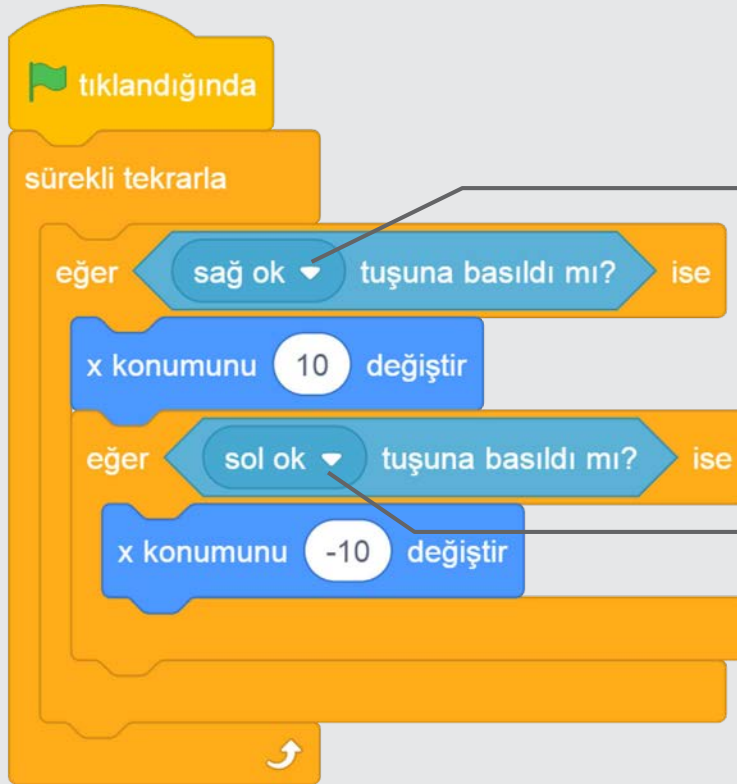 tıklandığında
sürekli tekrarla
eğer sağ ok tuşuna basıldı mı? ise
x konumunu 10 değiştir
eğer sol ok tuşuna basıldı mı? ise
x konumunu -10 değiştir